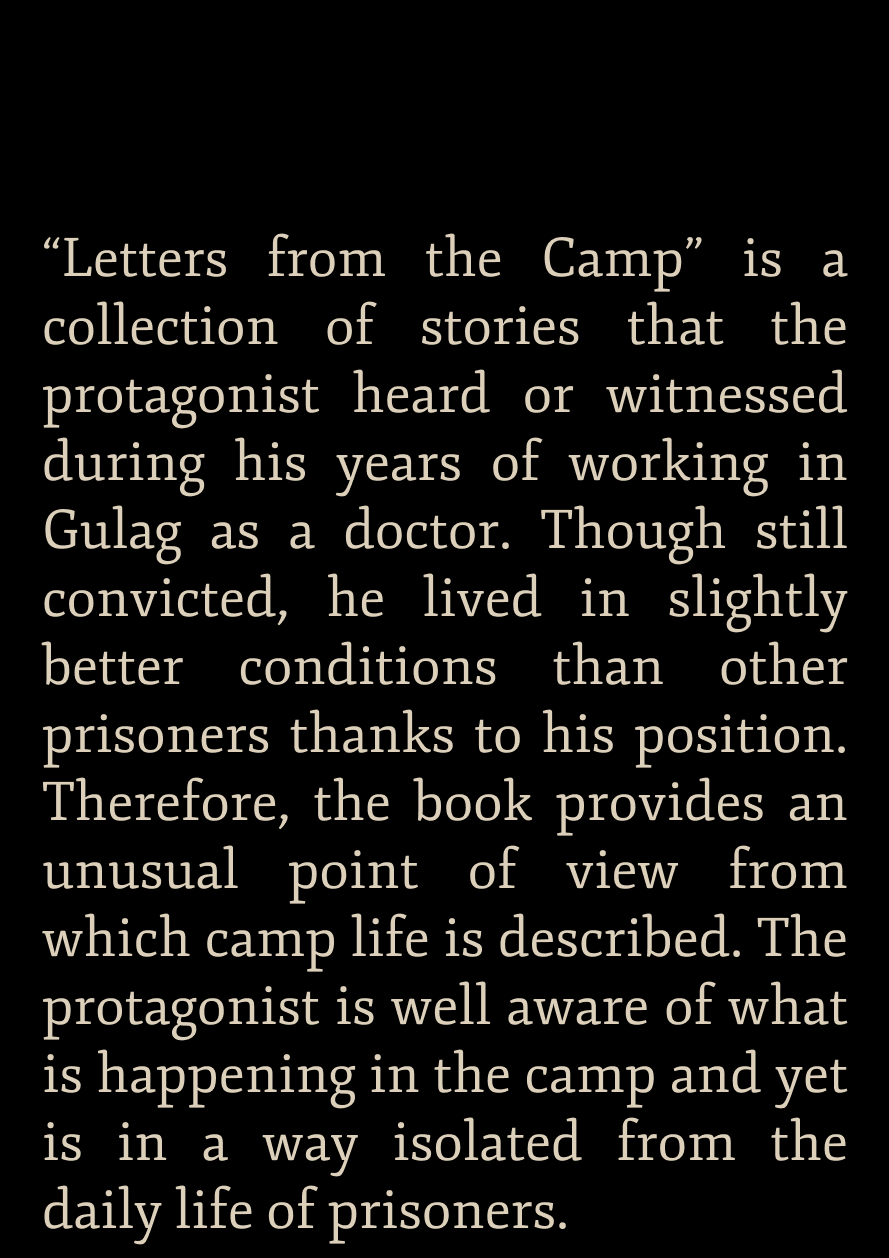 “Letters from the Camp” is a
collection of stories that the
protagonist heard or witnessed
during his years of working in
Gulag as a doctor. Though still
convicted, he lived in slightly
better conditions than other
prisoners thanks to his position.
Therefore, the book provides an
unusual point of view from
which camp life is described. The
protagonist is well aware of what
is happening in the camp and yet
is in a way isolated from the
daily life of prisoners.